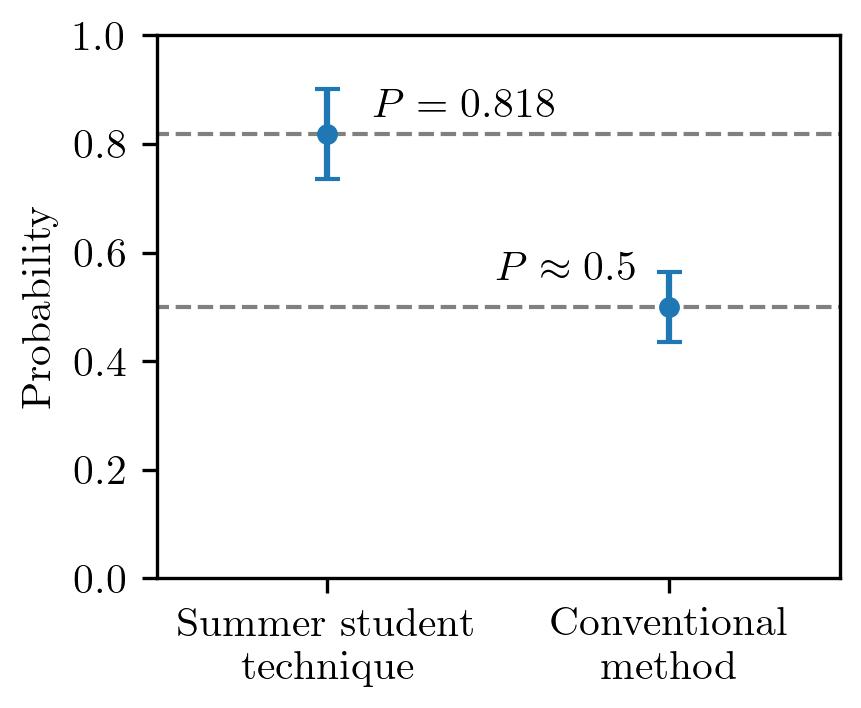 1.0
P = 0.818
0.8
0.6
P ≈ 0.5
Probability
0.4
0.2
0.0
Summer student
technique
Conventional
method